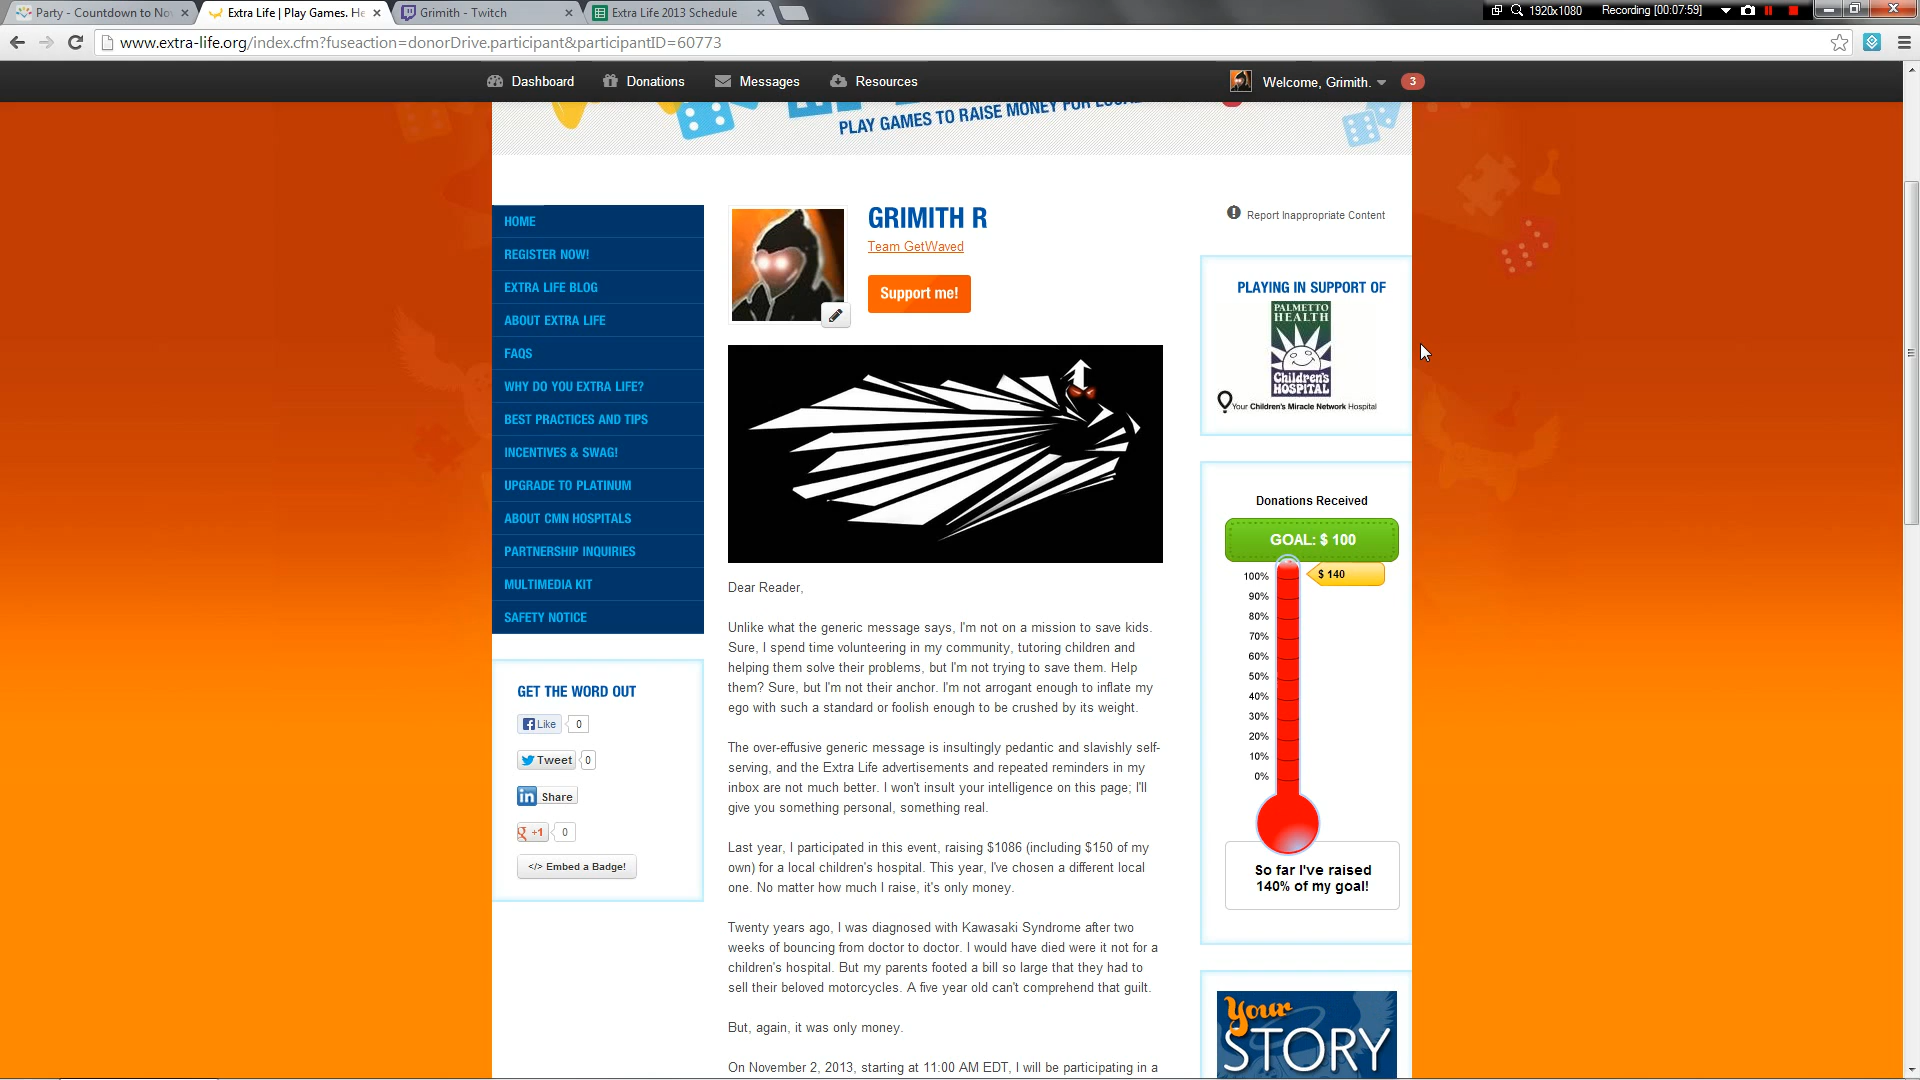 Party - Countdown to Nov
Extra Life | Play Games. He
Grimith - Twitch
Extra Life 2013 Schedule
1920x1080
Recording [00:07:59]
www.extra-life.org/index.cfm?fuseaction=donorDrive.participant&participantID=60773
Dashboard
Donations
Messages
Resources
Welcome, Grimith.
3
PLAY GAMES TO RAISE MONEY FOR
HOME
REGISTER NOW!
EXTRA LIFE BLOG
ABOUT EXTRA LIFE
FAQS
WHY DO YOU EXTRA LIFE?
BEST PRACTICES AND TIPS
INCENTIVES & SWAG!
UPGRADE TO PLATINUM
ABOUT CMN HOSPITALS
PARTNERSHIP INQUIRIES
MULTIMEDIA KIT
SAFETY NOTICE
GET THE WORD OUT
Like
0
Tweet
0
in Share
g +1
0
</> Embed a Badge!
GRIMITH R
Team GetWaved
Support me!
Dear Reader,
Unlike what the generic message says, I'm not on a mission to save kids.
Sure, I spend time volunteering in my community, tutoring children and
helping them solve their problems, but I'm not trying to save them. Help
them? Sure, but I'm not their anchor. I'm not arrogant enough to inflate my
ego with such a standard or foolish enough to be crushed by its weight.
The over-effusive generic message is insultingly pedantic and slavishly self-
serving, and the Extra Life advertisements and repeated reminders in my
inbox are not much better. I won't insult your intelligence on this page; I'll
give you something personal, something real.
Last year, I participated in this event, raising $1086 (including $150 of my
own) for a local children's hospital. This year, I've chosen a different local
one. No matter how much I raise, it's only money.
Twenty years ago, I was diagnosed with Kawasaki Syndrome after two
weeks of bouncing from doctor to doctor. I would have died were it not for a
children's hospital. But my parents footed a bill so large that they had to
sell their beloved motorcycles. A five year old can't comprehend that guilt.
But, again, it was only money.
On November 2, 2013, starting at 11:00 AM EDT, I will be participating in a
Report Inappropriate Content
PLAYING IN SUPPORT OF
PALMETTO
HEALTH
Children's
HOSPITAL
Your Children's Miracle Network Hospital
Donations Received
GOAL: $ 100
$ 140
100%
90%
80%
70%
60%
50%
40%
30%
20%
10%
0%
So far I've raised
140% of my goal!
Your
STORY